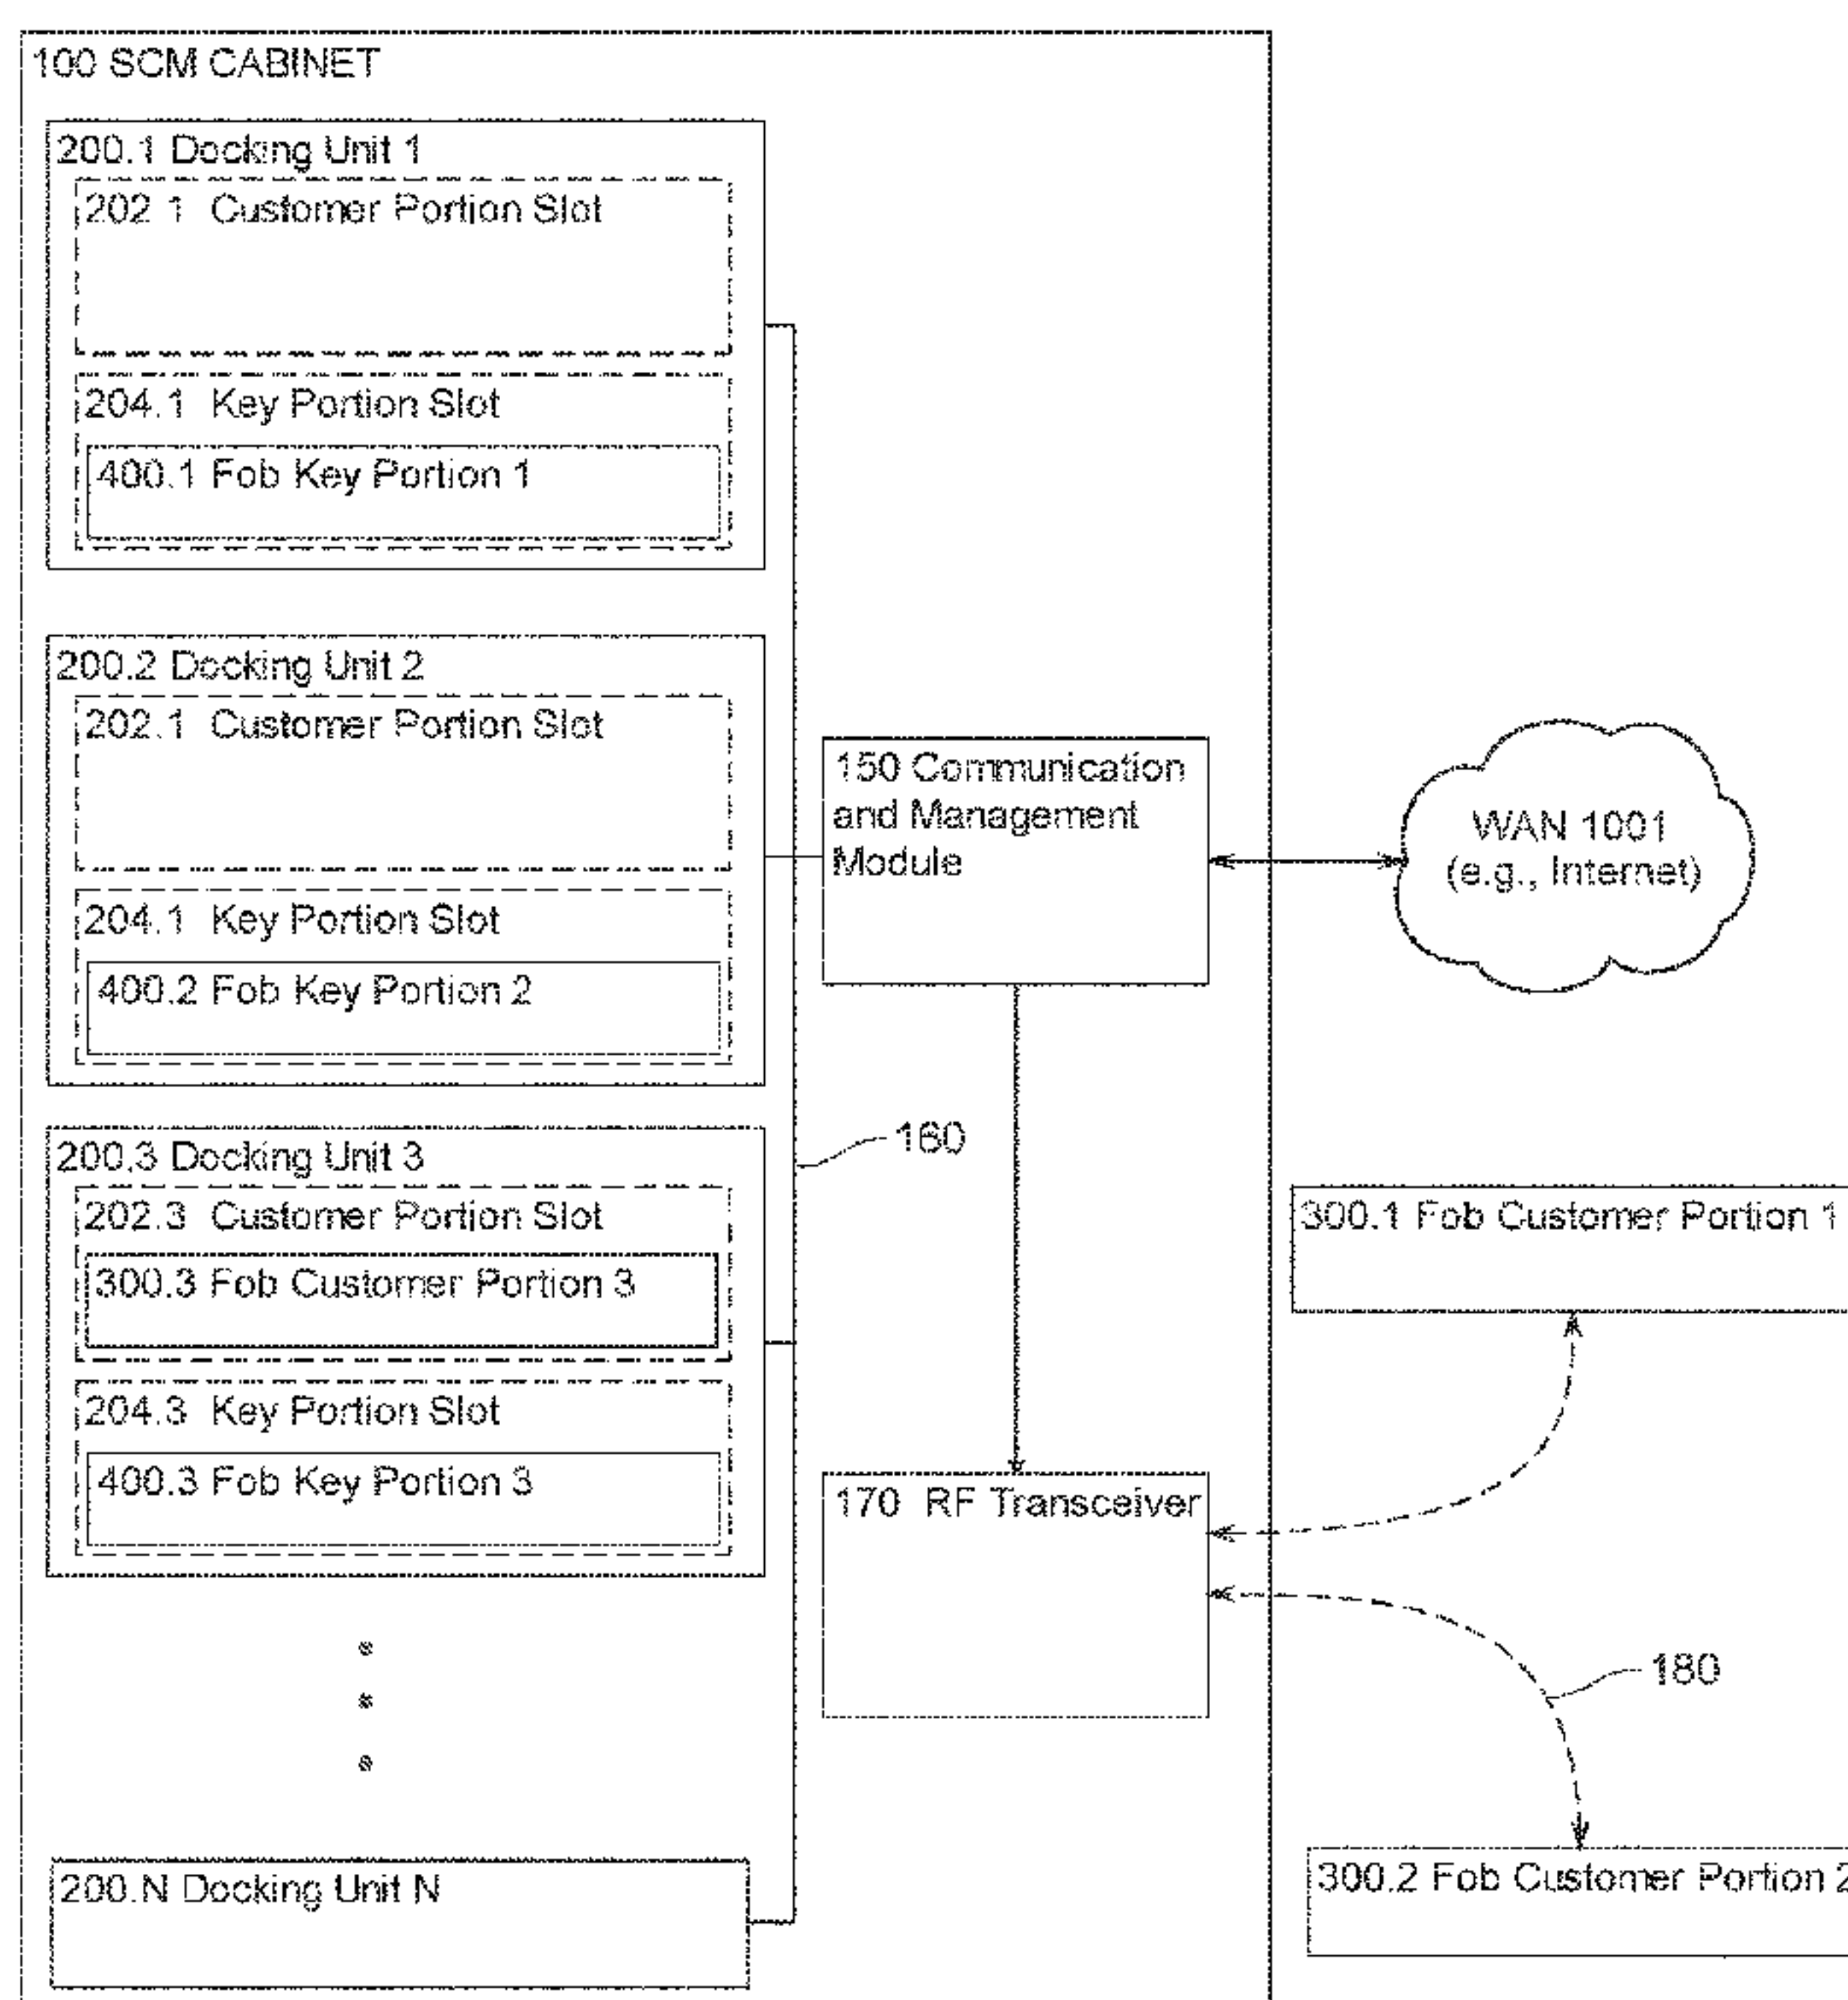 100 SCM CABINET
200.1 Docking Unit 1
202 1 Customer Portion Slot
204.1 Key Portion Slot
400.1 Fob Key Portion 1
200.2 Docking Unit 2
202.1 Customer Portion Slot
204.1 Key Portion Slot
400.2 Fob Key Portion 2
200.3 Docking Unit 3
202.3 Customer Portion Slot
300.3 Fob Customer Portion 3
204.3 Key Portion Slot
400.3 Fob Key Portion 3
200.N Docking Unit N
150 Communication
and Management
Module
160
170 RF Transceiver
WAN 1001
(e.g., Internet)
300.1 Fob Customer Portion 1
180
300.2 Fob Customer Portion 2